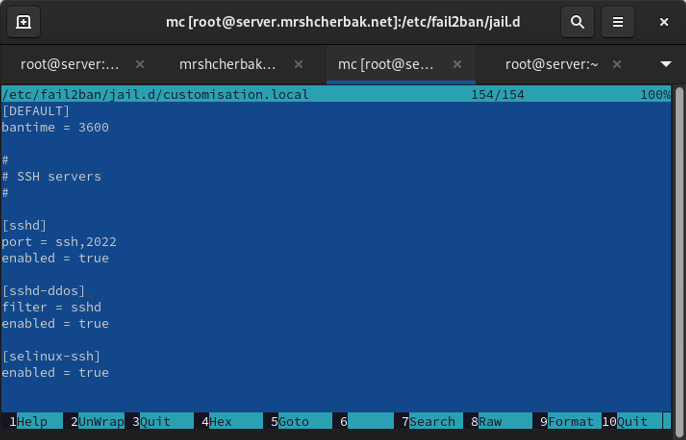 mc [root@server.mrshcherbak.net]:/etc/fail2ban/jail.d
root@server:... mrshcherbak... mc [root@se... root@server:~
/etc/fail2ban/jail.d/customisation.local 154/154 100%
[DEFAULT]
bantime = 3600
#
# SSH servers
#
[sshd]
port = ssh,2022
enabled = true
[sshd-ddos]
filter = sshd
enabled = true
[selinux-ssh]
enabled = true
1Help 2UnWrap 3Quit 4Hex 5Goto 6 7Search 8Raw 9Format 10Quit